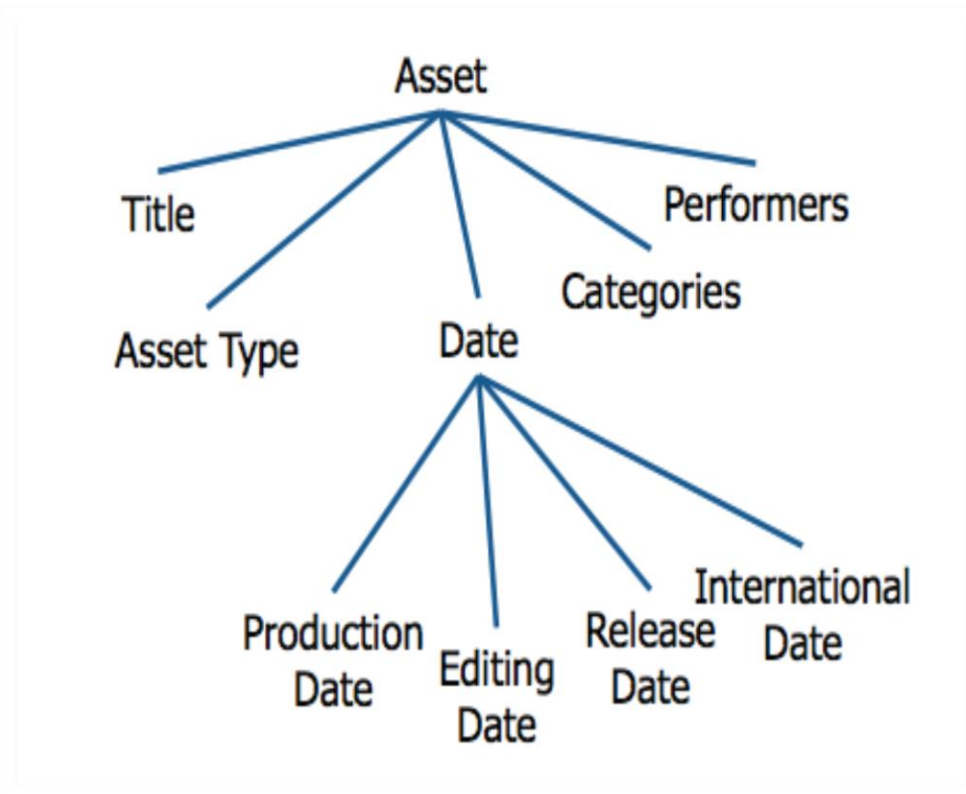 Asset
Title
Performers
Asset Type
Date
Categories
Production
Date
Editing
Date
Release
Date
International
Date